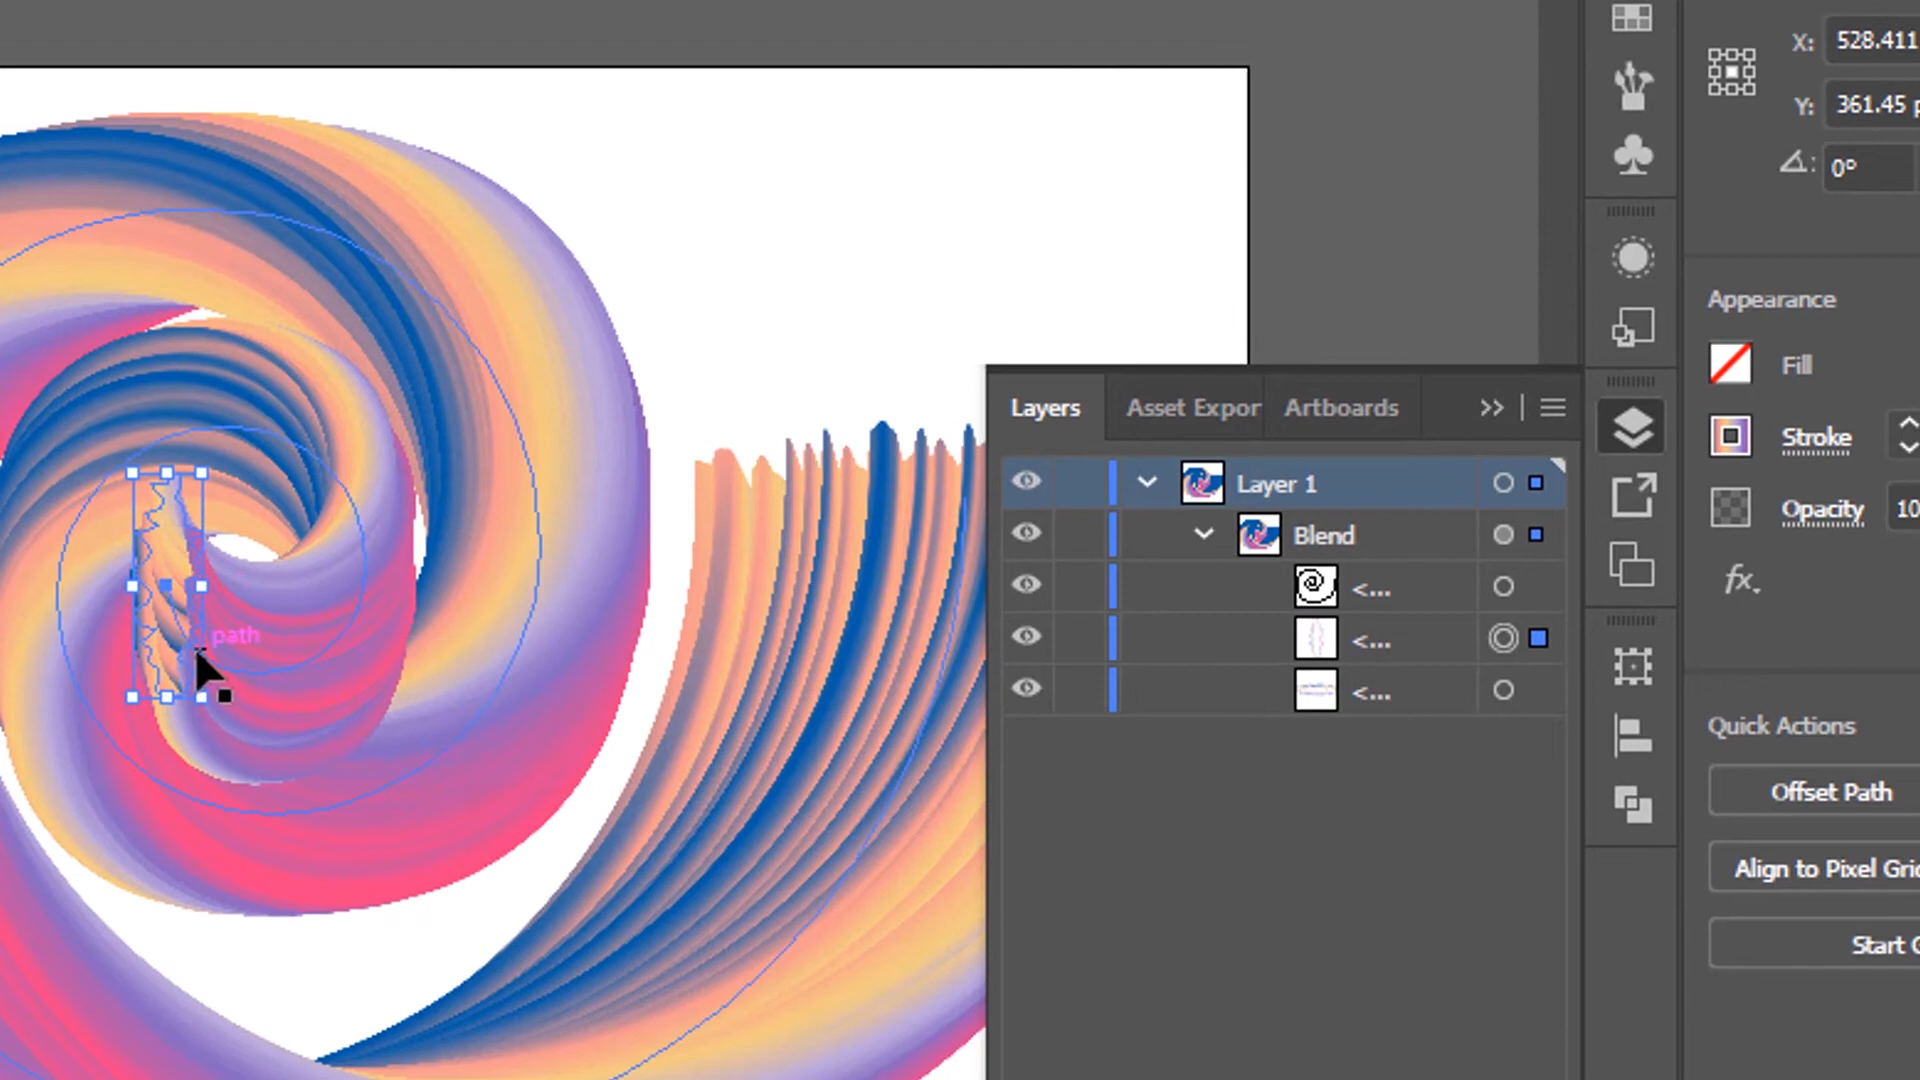 X: 528.411
Y: 361.45 p
0°
Appearance
Fill
Layers Asset Expor Artboards
Stroke
Layer 1
Opacity 10
Blend
fx
<...
path
<...
<...
Quick Actions
Offset Path
Align to Pixel Gri
Start